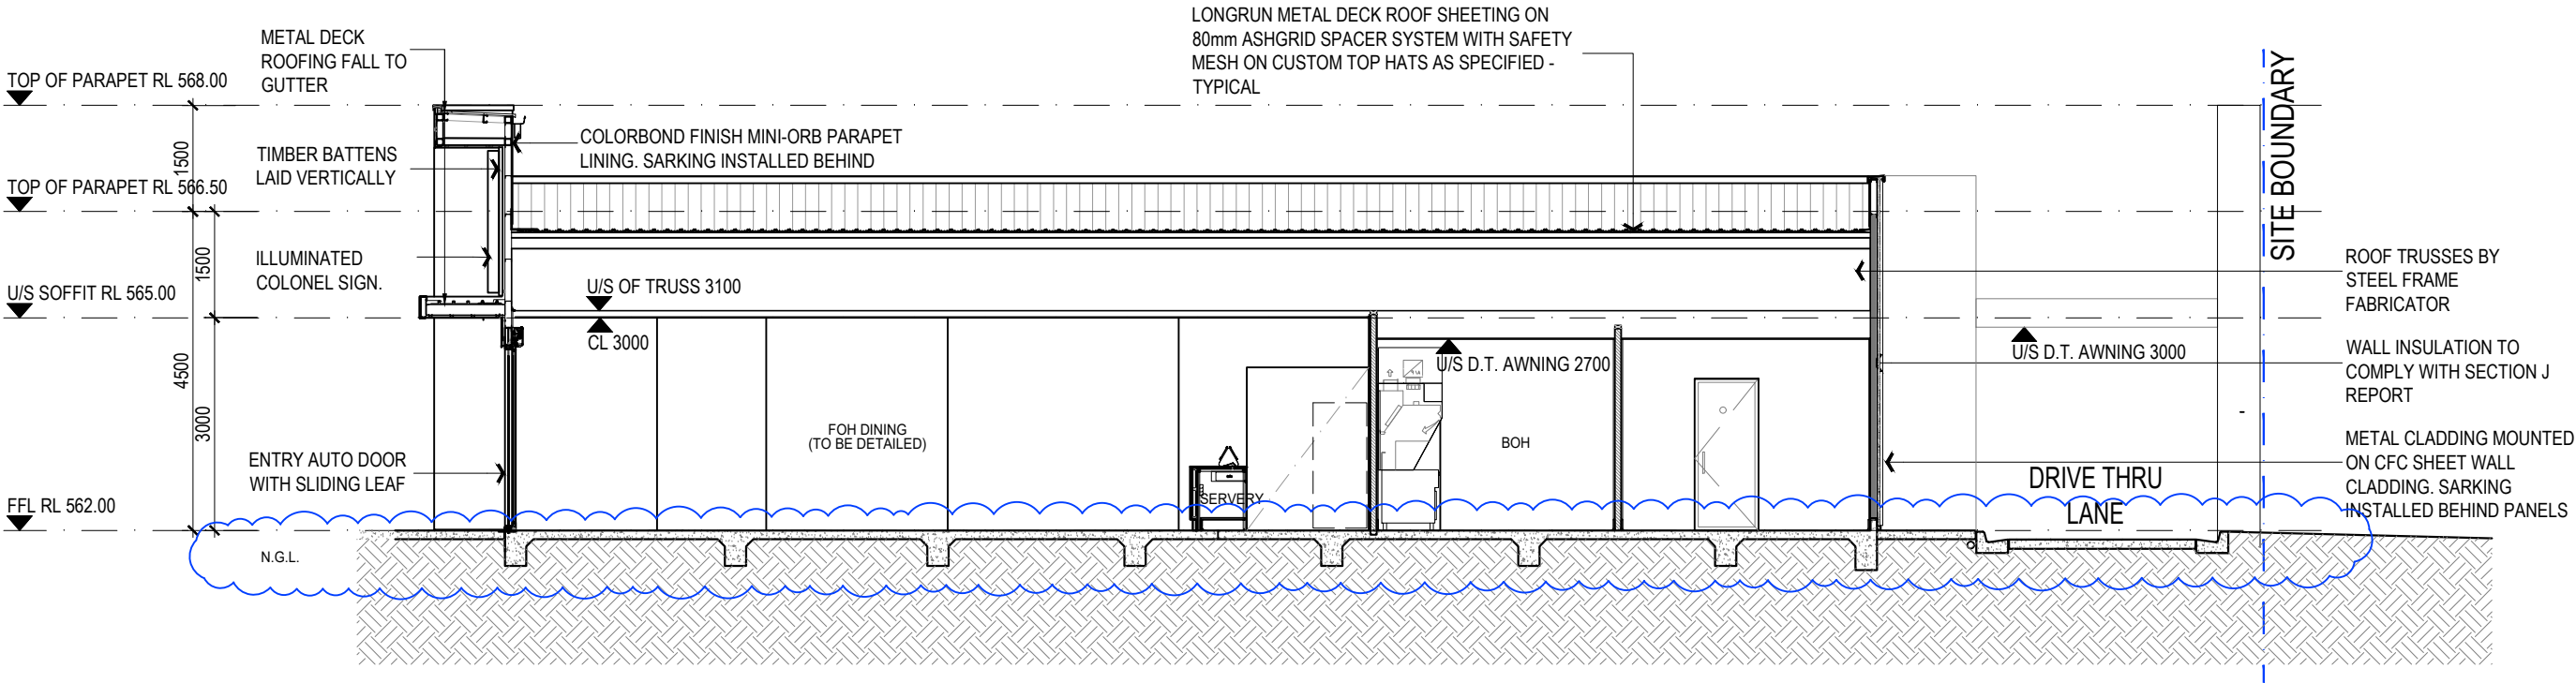 LONGRUN METAL DECK ROOF SHEETING ON
80mm ASHGRID SPACER SYSTEM WITH SAFETY
MESH ON CUSTOM TOP HATS AS SPECIFIED -
TYPICAL
METAL DECK
ROOFING FALL TO
GUTTER
TOP OF PARAPET RL 568.00
SITE BOUNDARY
COLORBOND FINISH MINI-ORB PARAPET
LINING. SARKING INSTALLED BEHIND
1500
TIMBER BATTENS
LAID VERTICALLY
TOP OF PARAPET RL 566.50
1500
ILLUMINATED
COLONEL SIGN.
ROOF TRUSSES BY
STEEL FRAME
FABRICATOR
U/S SOFFIT RL 565.00
U/S OF TRUSS 3100
CL 3000
U/S D.T. AWNING 2700
U/S D.T. AWNING 3000
WALL INSULATION TO
COMPLY WITH SECTION J
REPORT
4500
3000
FOH DINING
(TO BE DETAILED)
BOH
METAL CLADDING MOUNTED
ON CFC SHEET WALL
CLADDING. SARKING
INSTALLED BEHIND PANELS
ENTRY AUTO DOOR
WITH SLIDING LEAF
SERVERY
DRIVE THRU
LANE
FFL RL 562.00
N.G.L.